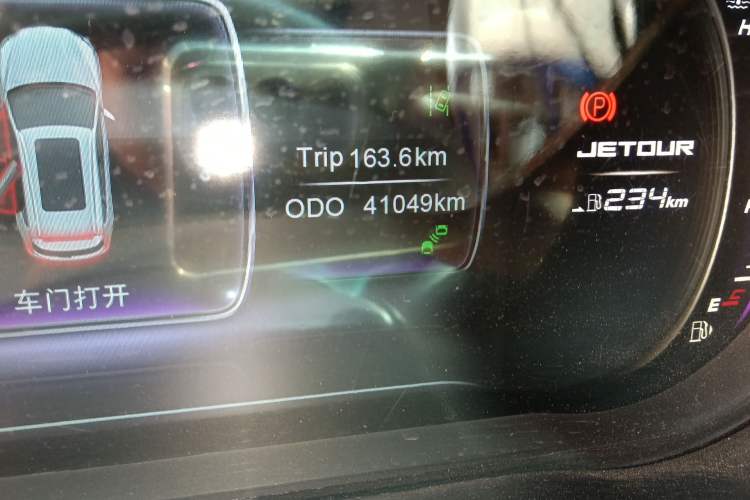 Trip 163.6km
ODO 41049km
车门打开
P
JETOUR
234km
E
H